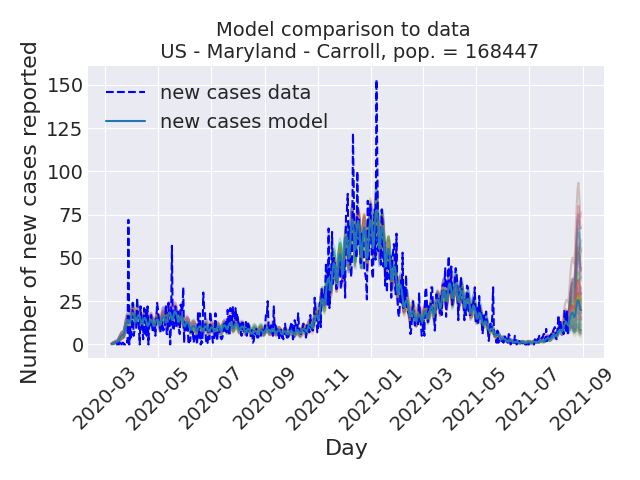 Model comparison to data
US - Maryland - Carroll, pop. = 168447
Number of new cases reported
150
125
100
75
50
25
0
new cases data
new cases model
2020-03
2020-05
2020-07
2020-09
2020-11
2021-01
2021-03
2021-05
2021-07
2021-09
Day